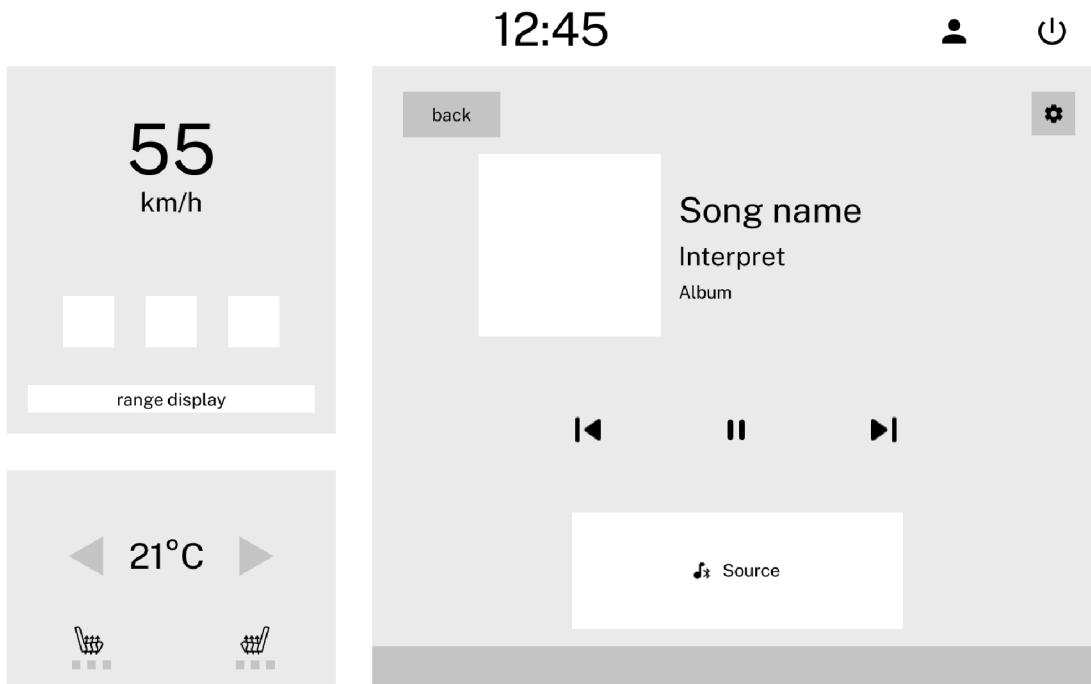 12:45
55
km/h
range display
21°C
back
Song name
Interpret
Album
Source